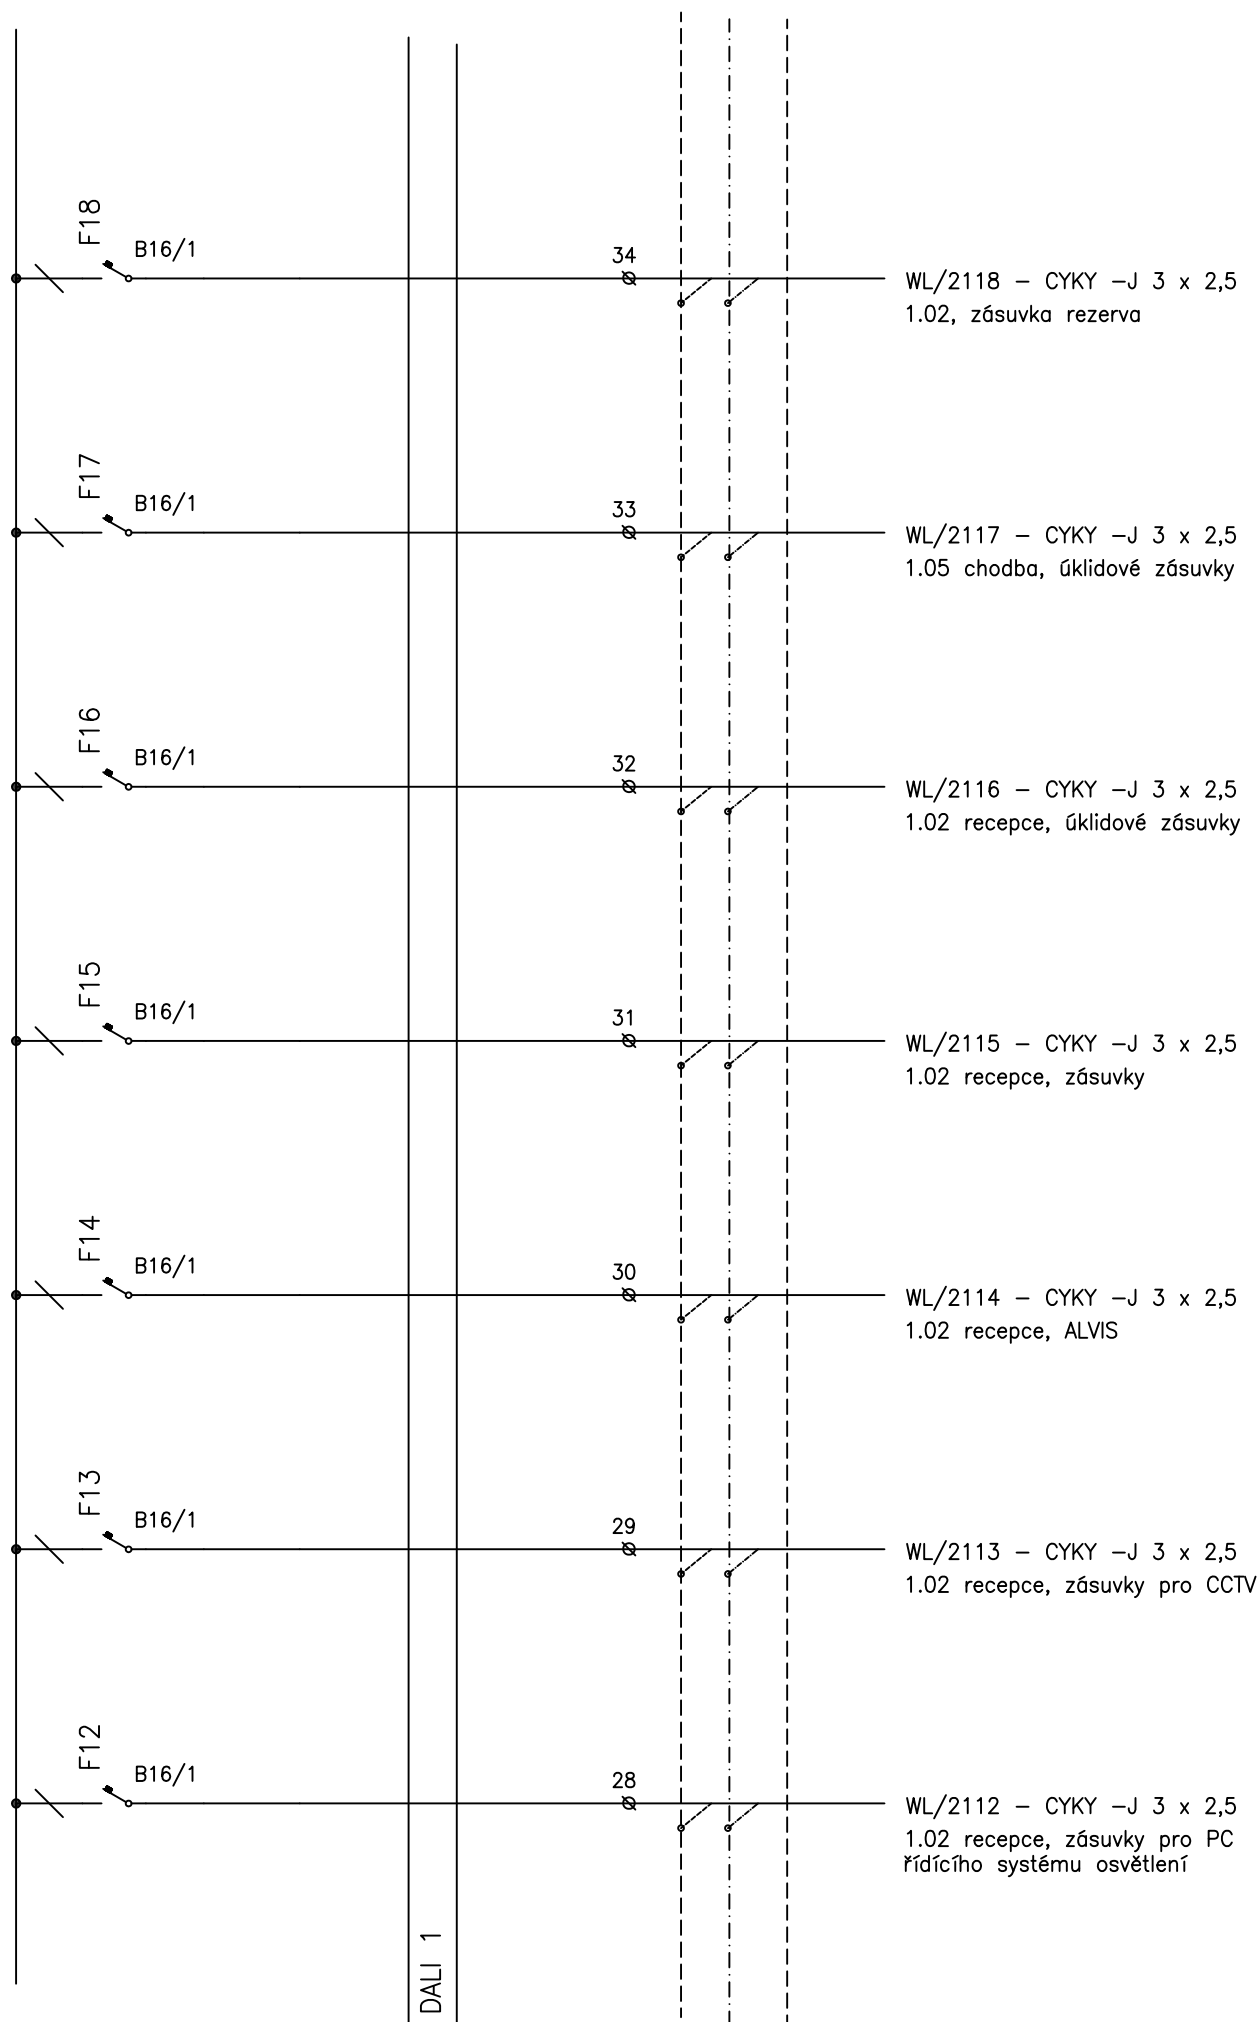 F18
B16/1
34
WL/2118 – CYKY –J 3 x 2,5
1.02, zásuvka rezerva
F17
B16/1
33
WL/2117 – CYKY –J 3 x 2,5
1.05 chodba, úklidové zásuvky
F16
B16/1
32
WL/2116 – CYKY –J 3 x 2,5
1.02 recepce, úklidové zásuvky
F15
B16/1
31
WL/2115 – CYKY –J 3 x 2,5
1.02 recepce, zásuvky
F14
B16/1
30
WL/2114 – CYKY –J 3 x 2,5
1.02 recepce, ALVIS
F13
B16/1
29
WL/2113 – CYKY –J 3 x 2,5
1.02 recepce, zásuvky pro CCTV
F12
B16/1
28
WL/2112 – CYKY –J 3 x 2,5
1.02 recepce, zásuvky pro PC
řídícího systému osvětlení
DALI 1